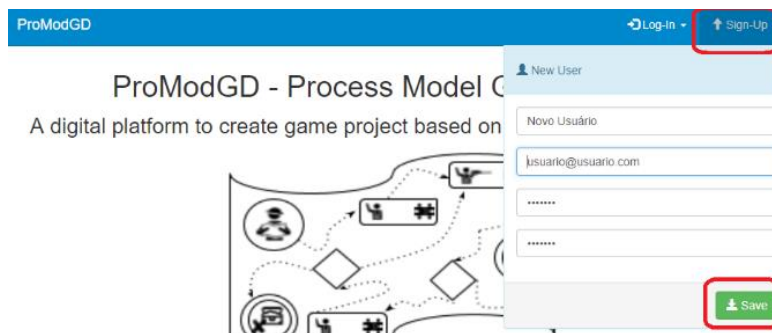 ProModGD
Log-In
Sign-Up
ProModGD - Process Model
A digital platform to create game project based on
New User
Novo Usuário
usuario@usuario.com
•••••••
•••••••
Save